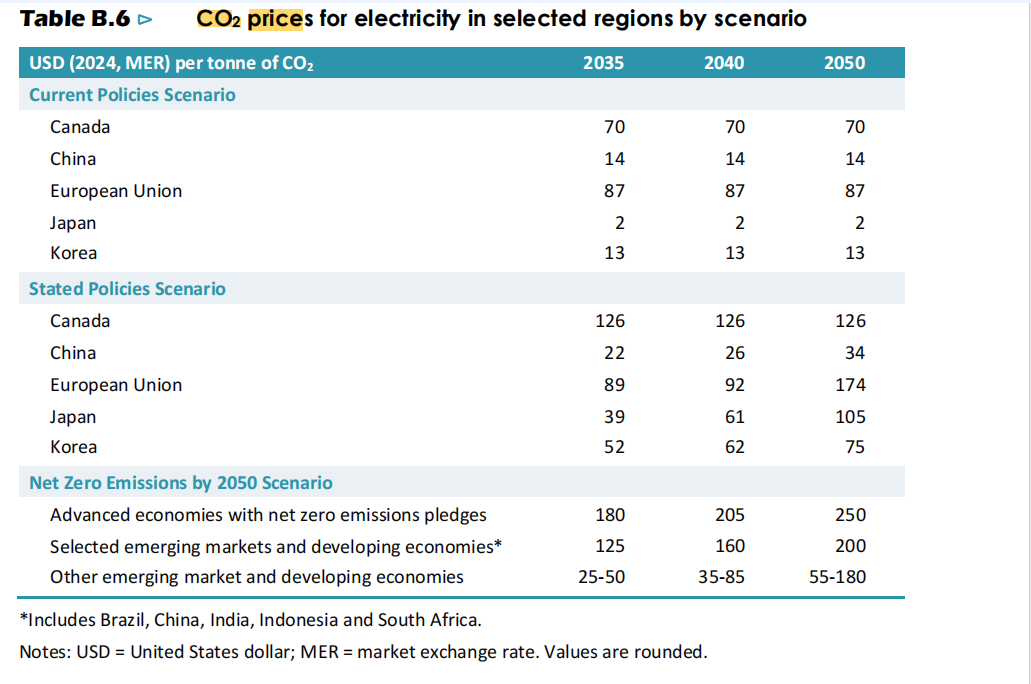 Table B.6 ▷ CO₂ prices for electricity in selected regions by scenario
USD (2024, MER) per tonne of CO₂ 2035 2040 2050
Current Policies Scenario
Canada 70 70 70
China 14 14 14
European Union 87 87 87
Japan 2 2 2
Korea 13 13 13
Stated Policies Scenario
Canada 126 126 126
China 22 26 34
European Union 89 92 174
Japan 39 61 105
Korea 52 62 75
Net Zero Emissions by 2050 Scenario
Advanced economies with net zero emissions pledges 180 205 250
Selected emerging markets and developing economies* 125 160 200
Other emerging market and developing economies 25-50 35-85 55-180
*Includes Brazil, China, India, Indonesia and South Africa.
Notes: USD = United States dollar; MER = market exchange rate. Values are rounded.